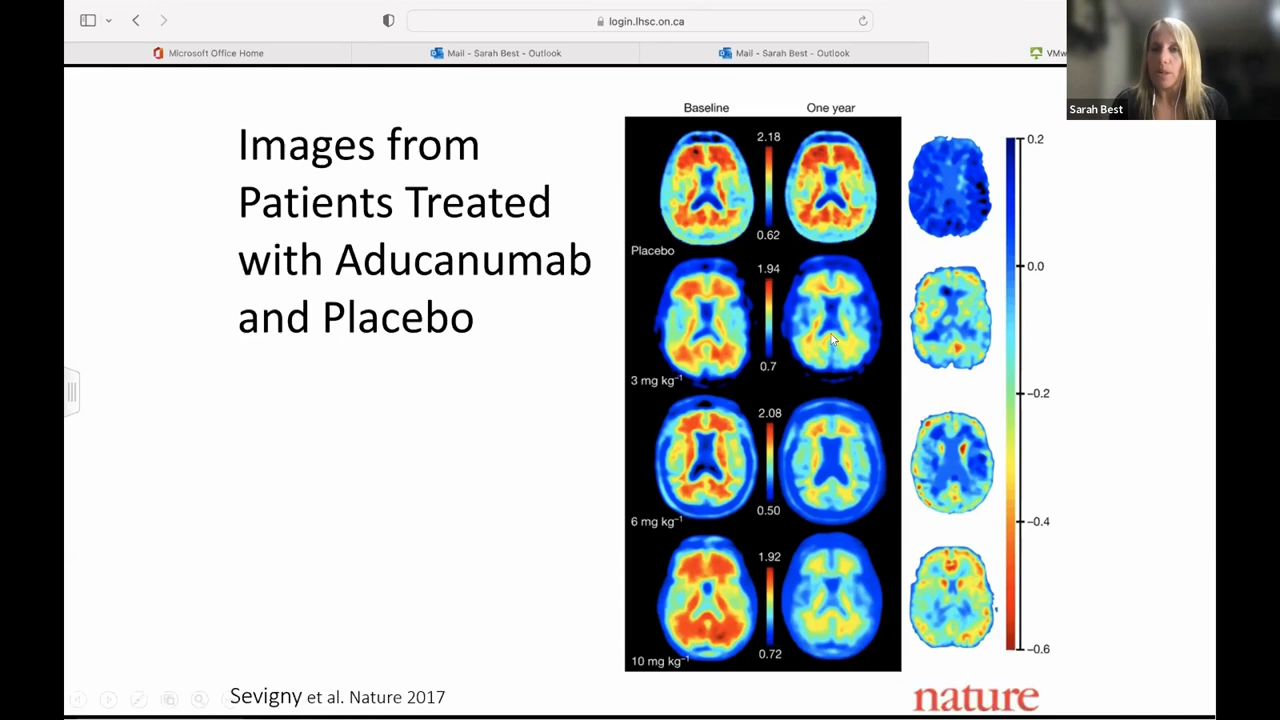 login.lhsc.on.ca
Microsoft Office Home
Mail - Sarah Best - Outlook
Mail - Sarah Best - Outlook
VMw
Sarah Best
Images from
Patients Treated
with Aducanumab
and Placebo
Baseline
One year
2.18
0.62
Placebo
1.94
0.7
3 mg kg⁻¹
2.08
0.50
6 mg kg⁻¹
1.92
0.72
10 mg kg⁻¹
0.2
0.0
−0.2
−0.4
−0.6
Sevigny et al. Nature 2017
nature